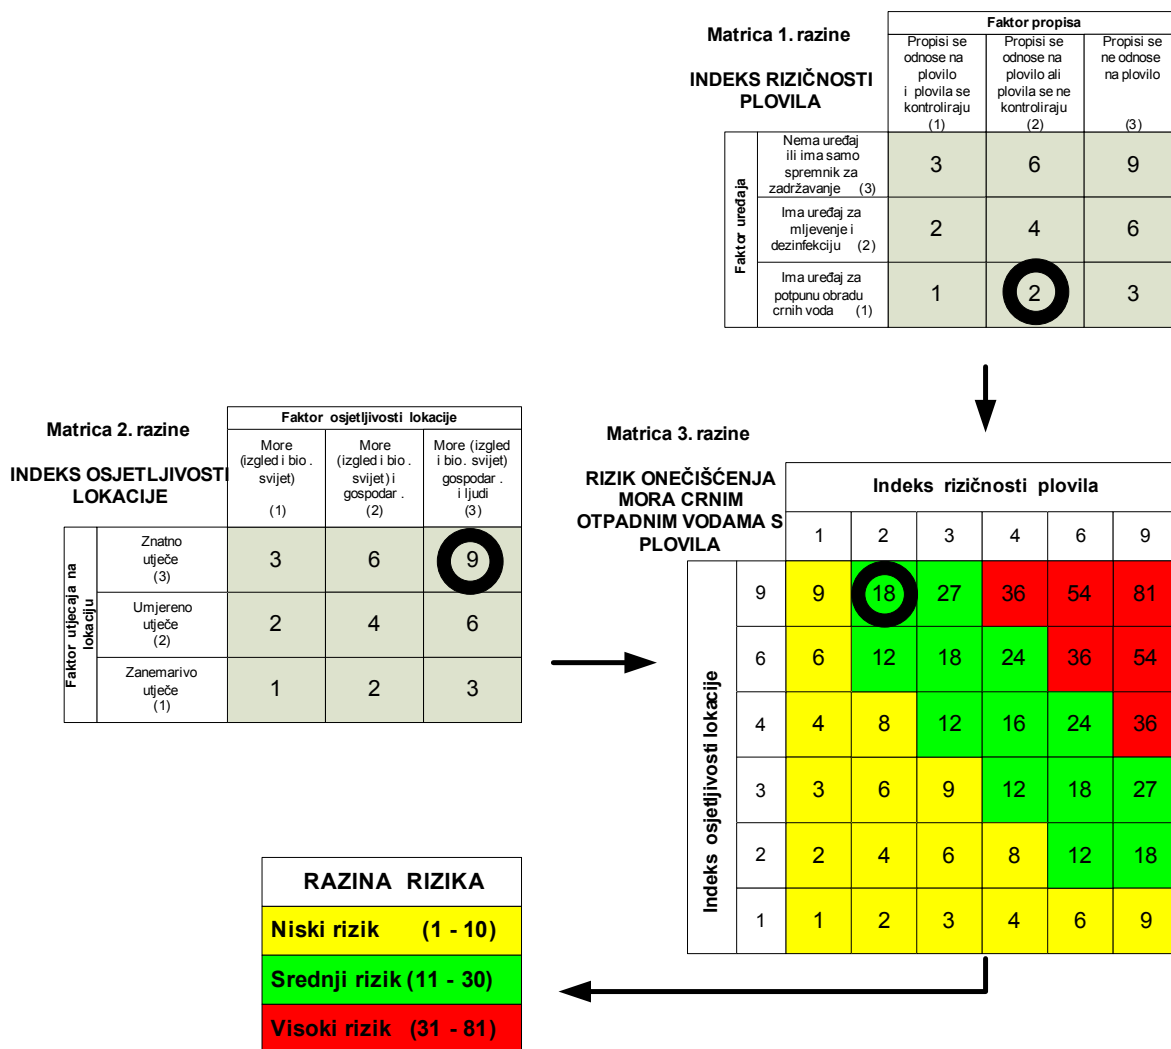 Matrica 1. razine
INDEKS RIZIČNOSTI
PLOVILA
Faktor propisa
Propisi se
odnose na
plovilo
i plovila se
kontroliraju
(1)
Propisi se
odnose na
plovilo ali
plovila se ne
kontroliraju
(2)
Propisi se
ne odnose
na plovilo
(3)
Faktor uređaja
Nema uređaj
ili ima samo
spremnik za
zadržavanje (3)
3 6 9
Ima uređaj za
mljevenje i
dezinfekciju (2)
2 4 6
Ima uređaj za
potpunu obradu
crnih voda (1)
1 2 3
Matrica 2. razine
INDEKS OSJETLJIVOSTI
LOKACIJE
Faktor osjetljivosti lokacije
More
(izgled i bio.
svijet)
(1)
More
(izgled i bio.
svijet) i
gospodar.
(2)
More (izgled
i bio. svijet)
gospodar.
i ljudi
(3)
Faktor utjecaja na
lokaciju
Znatno
utječe
(3)
3 6 9
Umjereno
utječe
(2)
2 4 6
Zanemarivo
utječe
(1)
1 2 3
Matrica 3. razine
RIZIK ONEČIŠĆENJA
MORA CRNIM
OTPADNIM VODAMA S
PLOVILA
Indeks rizičnosti plovila
1 2 3 4 6 9
Indeks osjetljivosti lokacije
9 9 18 27 36 54 81
6 6 12 18 24 36 54
4 4 8 12 16 24 36
3 3 6 9 12 18 27
2 2 4 6 8 12 18
1 1 2 3 4 6 9
RAZINA RIZIKA
Niski rizik (1 - 10)
Srednji rizik (11 - 30)
Visoki rizik (31 - 81)